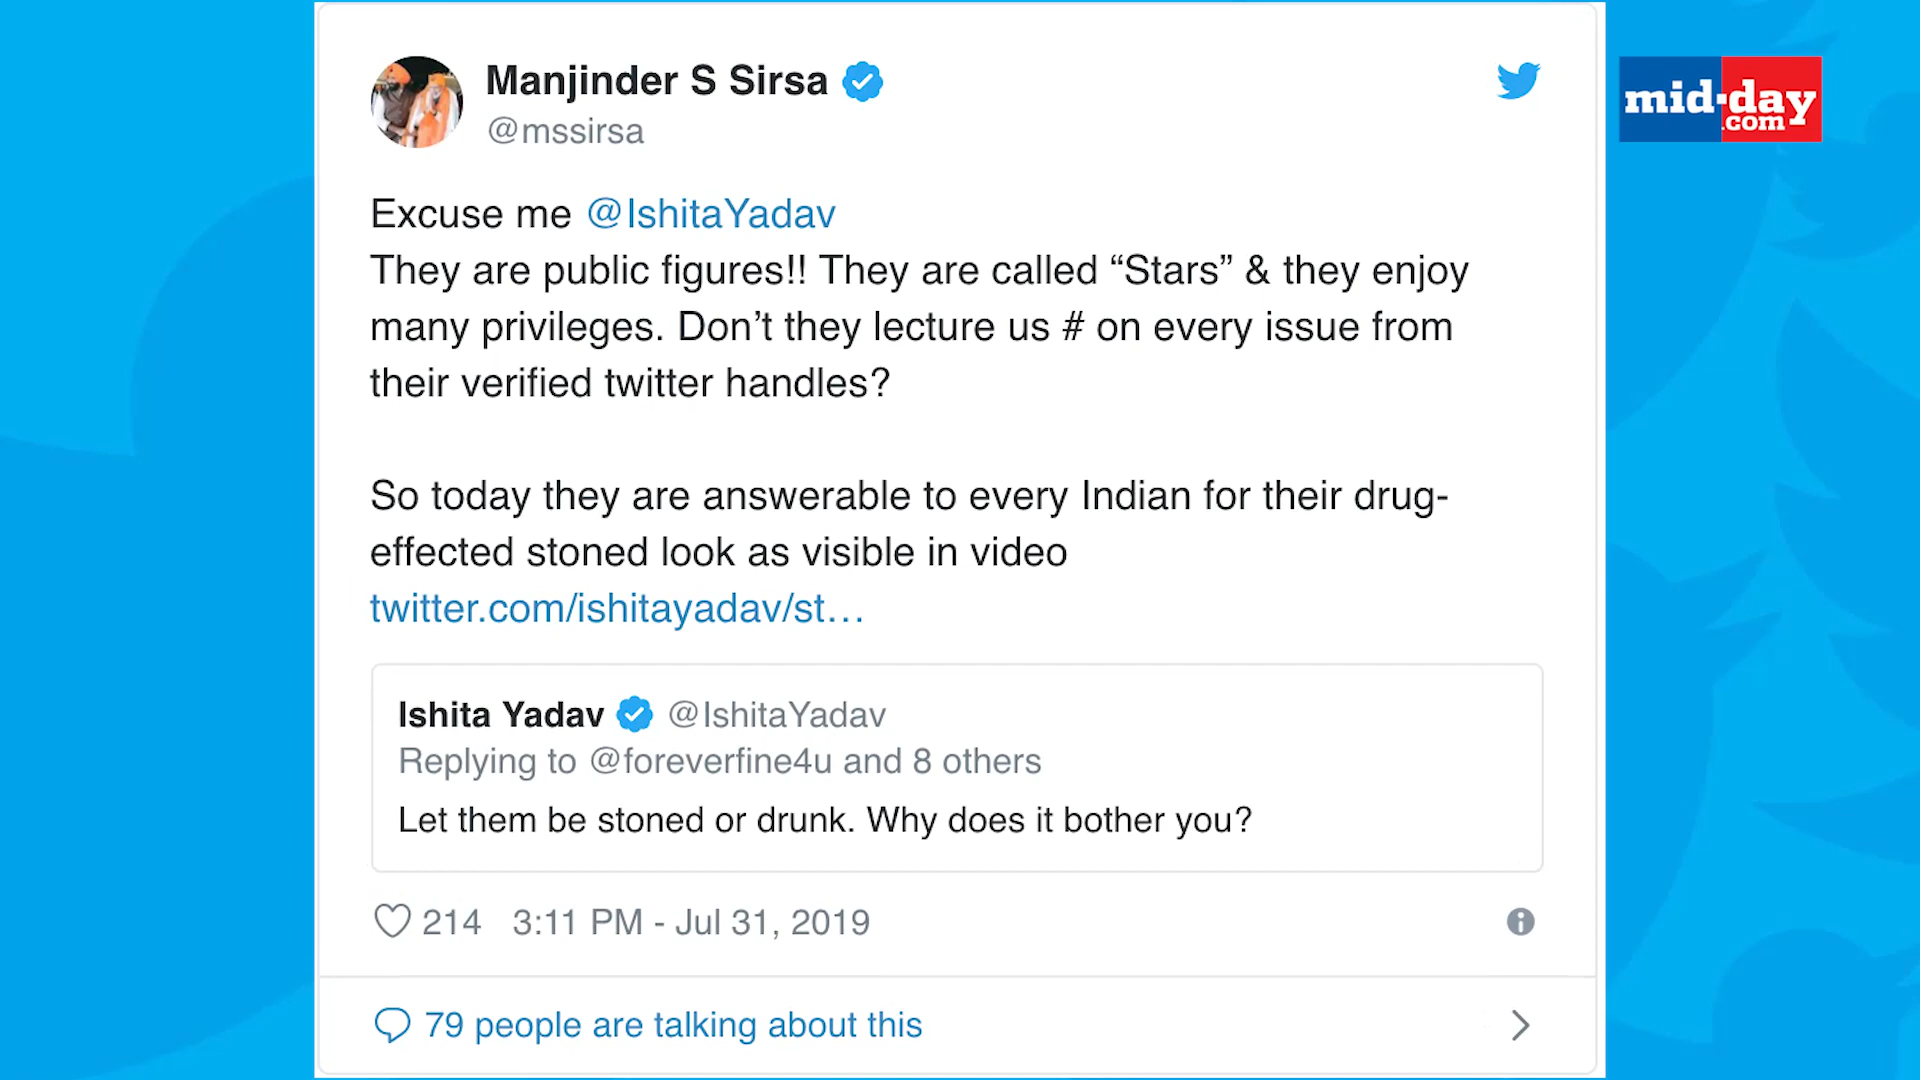 Manjinder S Sirsa
@mssirsa
mid-day
.com
Excuse me @IshitaYadav
They are public figures!! They are called “Stars” & they enjoy
many privileges. Don’t they lecture us # on every issue from
their verified twitter handles?
So today they are answerable to every Indian for their drug-
effected stoned look as visible in video
twitter.com/ishitayadav/st…
Ishita Yadav @IshitaYadav
Replying to @foreverfine4u and 8 others
Let them be stoned or drunk. Why does it bother you?
214 3:11 PM - Jul 31, 2019
79 people are talking about this